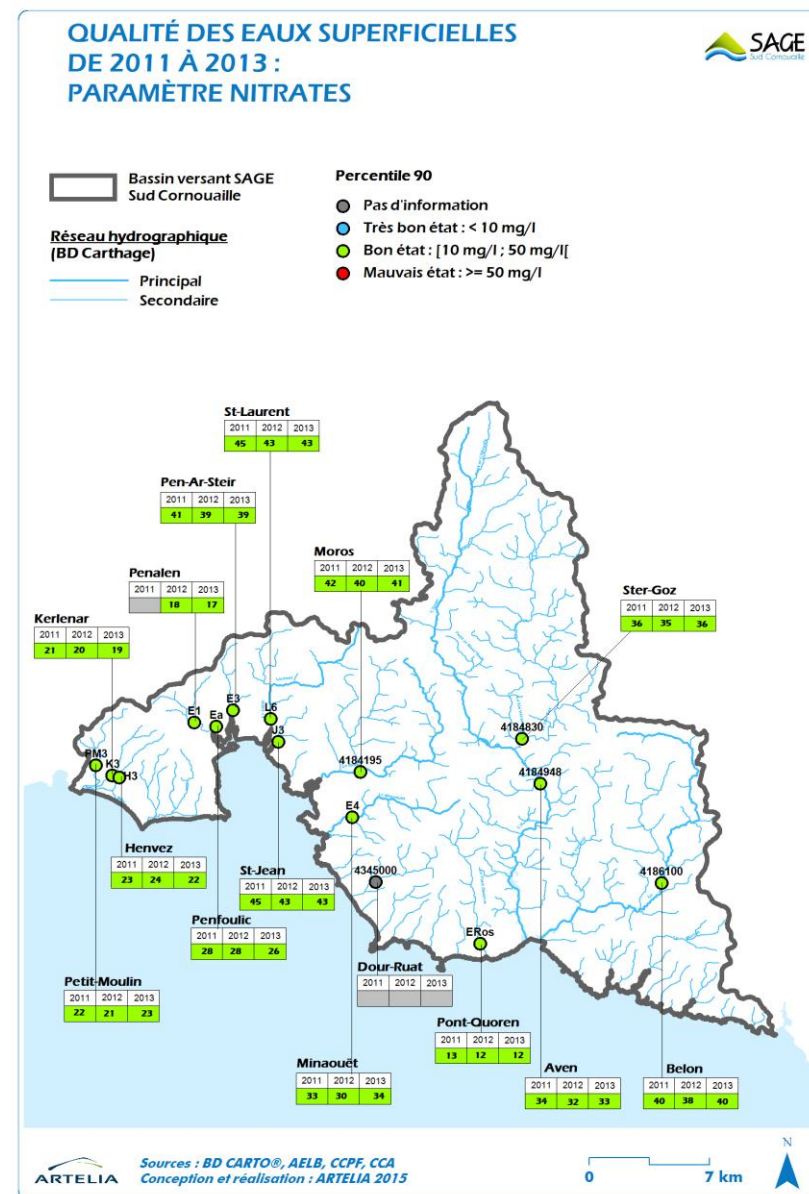 QUALITÉ DES EAUX SUPERFICIELLES
DE 2011 À 2013 :
PARAMÈTRE NITRATES
SAGE
Sud Cornouaille
Bassin versant SAGE
Sud Cornouaille
Réseau hydrographique
(BD Carthage)
Principal
Secondaire
Percentile 90
Pas d'information
Très bon état : < 10 mg/l
Bon état : [10 mg/l ; 50 mg/l[
Mauvais état : >= 50 mg/l
St-Laurent
2011 2012 2013
45 43 43
Pen-Ar-Steir
2011 2012 2013
41 39 39
Moros
2011 2012 2013
42 40 41
Penalen
2011 2012 2013
18 17
Ster-Goz
2011 2012 2013
36 35 36
Kerlenar
2011 2012 2013
21 20 19
E1
Ea
E3
L6
J3
PM3
K3
H3
4184195
4184830
4184948
E4
4345000
4186100
ERos
Henvez
2011 2012 2013
23 24 22
St-Jean
2011 2012 2013
45 43 43
Penfoulic
2011 2012 2013
28 28 26
Dour-Ruat
2011 2012 2013
Petit-Moulin
2011 2012 2013
22 21 23
Pont-Quoren
2011 2012 2013
13 12 12
Minaouët
2011 2012 2013
33 30 34
Aven
2011 2012 2013
34 32 33
Belon
2011 2012 2013
40 38 40
ARTELIA
Sources : BD CARTO®, AELB, CCPF, CCA
Conception et réalisation : ARTELIA 2015
0 7 km
N